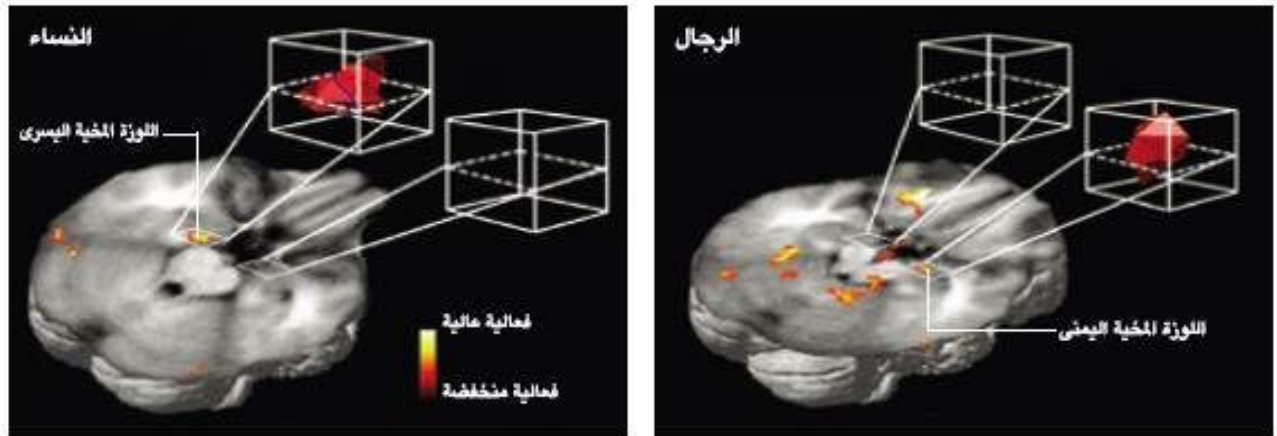 الرجال
اللوزة المخية اليمنى
النساء
اللوزة المخية اليسرى
فعالية عالية
فعالية منخفضة